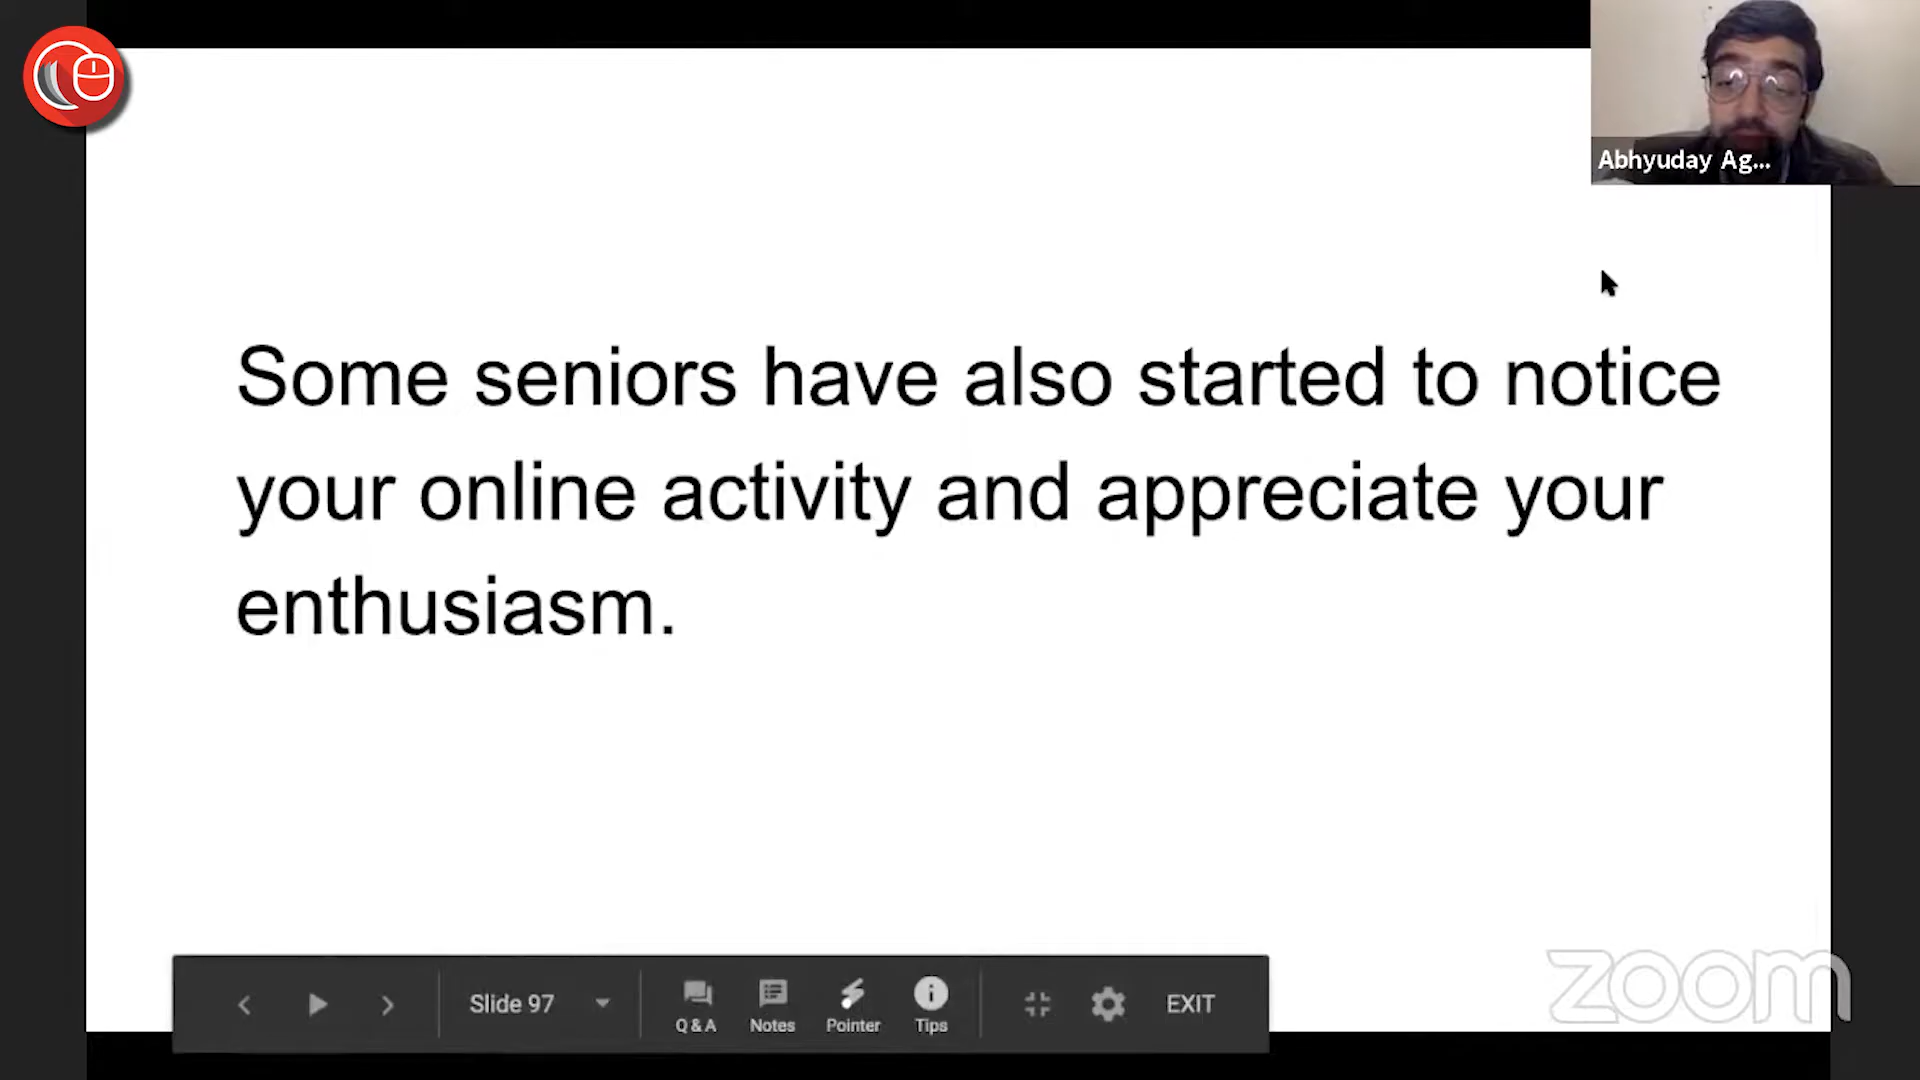 Abhyuday Ag...
Some seniors have also started to notice
your online activity and appreciate your
enthusiasm.
Slide 97
Q & A
Notes
Pointer
Tips
EXIT
zoom